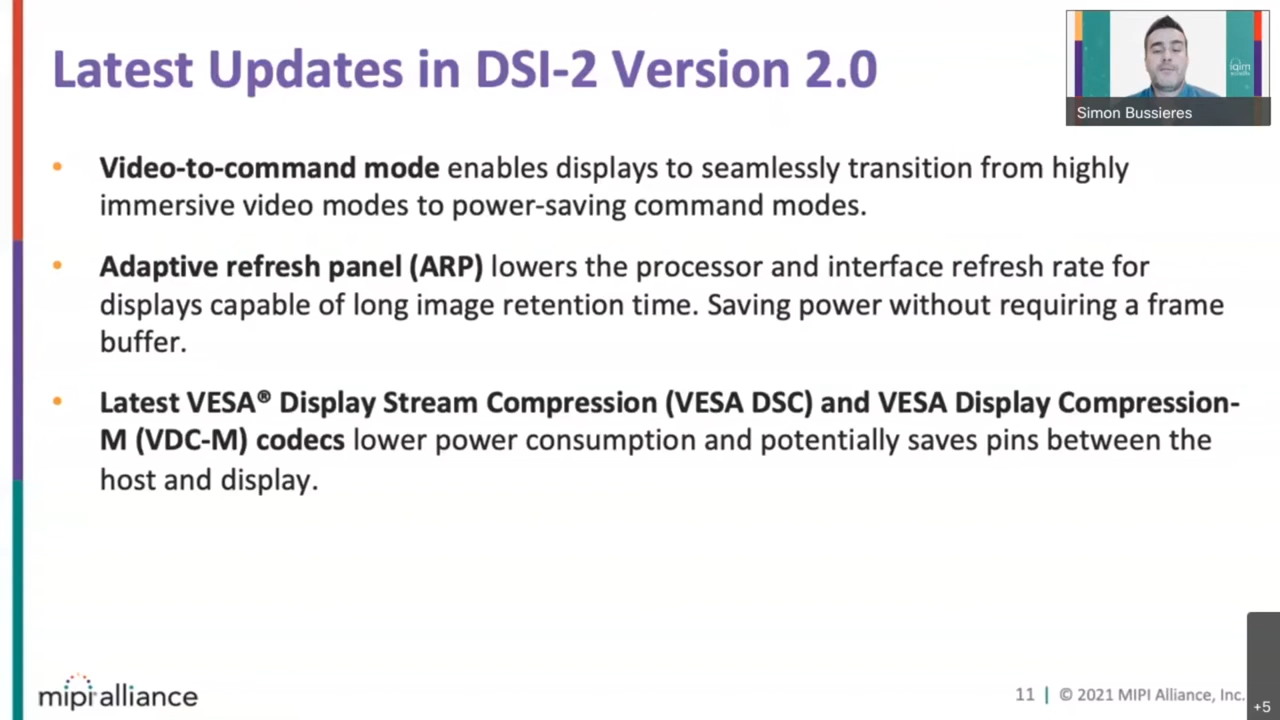 Latest Updates in DSI-2 Version 2.0
Simon Bussieres
• Video-to-command mode enables displays to seamlessly transition from highly
immersive video modes to power-saving command modes.
• Adaptive refresh panel (ARP) lowers the processor and interface refresh rate for
displays capable of long image retention time. Saving power without requiring a frame
buffer.
• Latest VESA® Display Stream Compression (VESA DSC) and VESA Display Compression-
M (VDC-M) codecs lower power consumption and potentially saves pins between the
host and display.
mipi alliance
11 | © 2021 MIPI Alliance, Inc.
+5